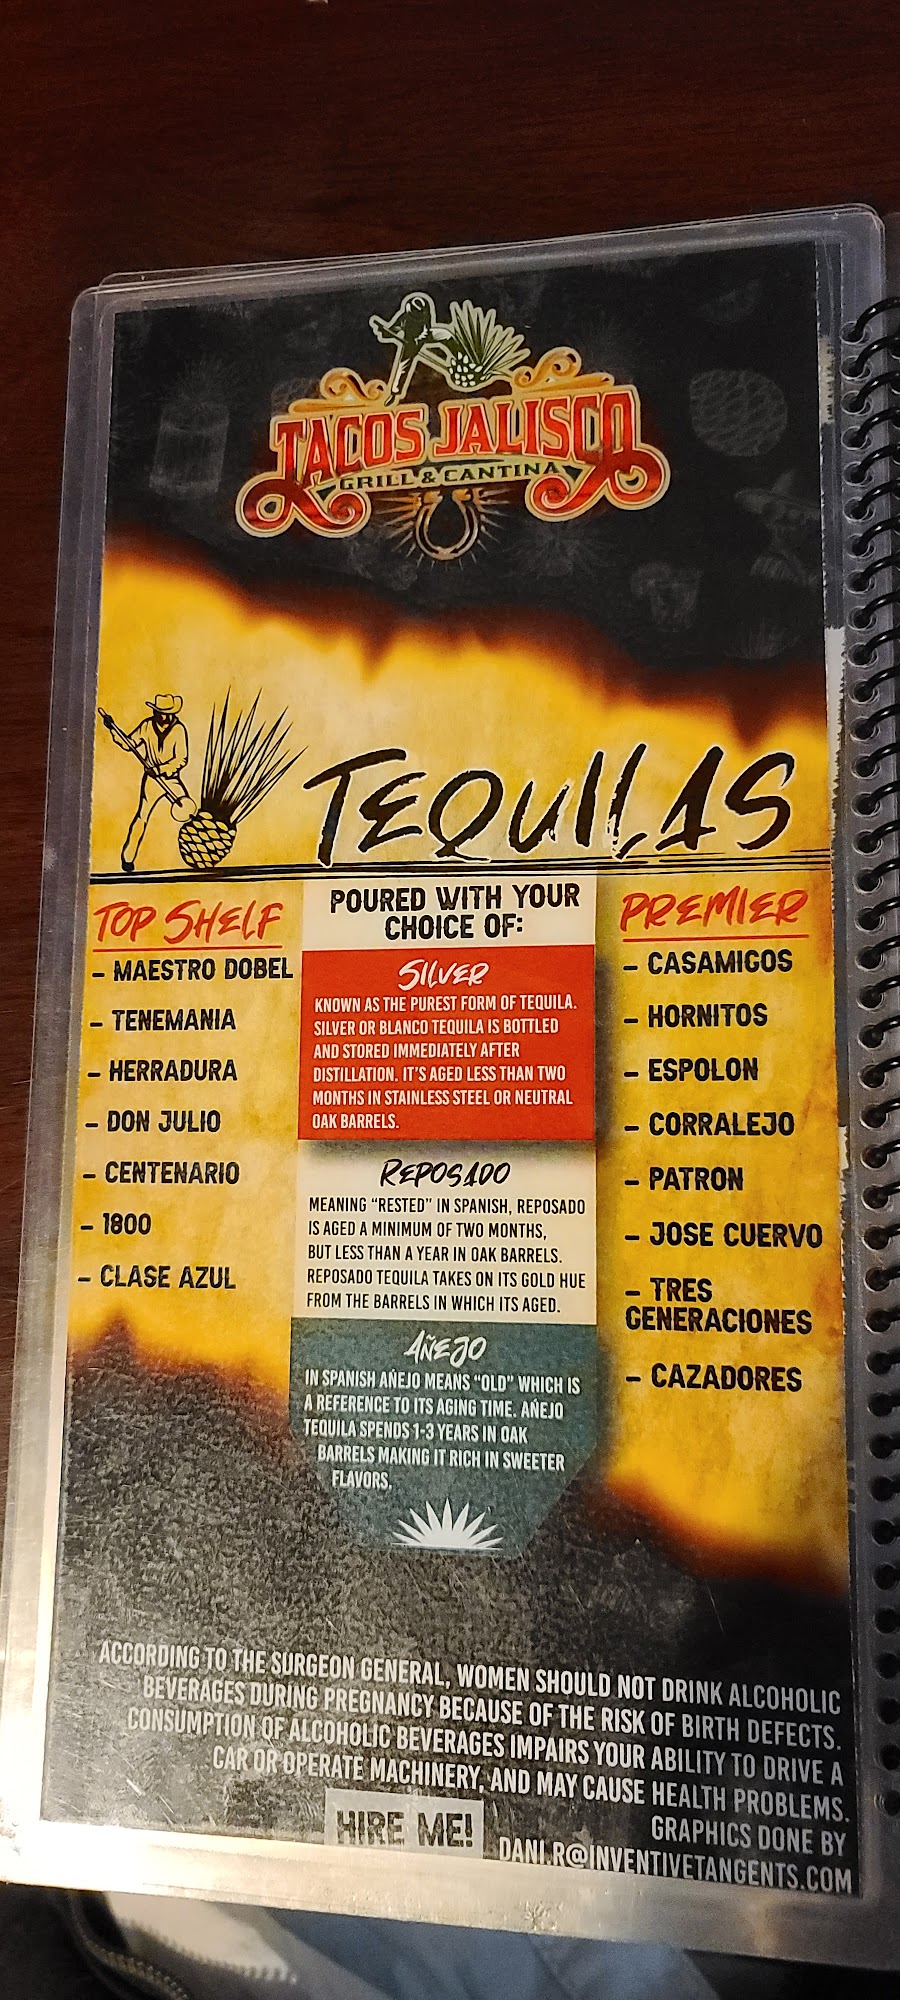 TACOS JALISCO
GRILL & CANTINA
TEQUILAS
TOP SHELF
- MAESTRO DOBEL
- TENEMANIA
- HERRADURA
- DON JULIO
- CENTENARIO
- 1800
- CLASE AZUL
POURED WITH YOUR
CHOICE OF:
SILVER
KNOWN AS THE PUREST FORM OF TEQUILA.
SILVER OR BLANCO TEQUILA IS BOTTLED
AND STORED IMMEDIATELY AFTER
DISTILLATION. IT'S AGED LESS THAN TWO
MONTHS IN STAINLESS STEEL OR NEUTRAL
OAK BARRELS.
REPOSADO
MEANING "RESTED" IN SPANISH, REPOSADO
IS AGED A MINIMUM OF TWO MONTHS,
BUT LESS THAN A YEAR IN OAK BARRELS.
REPOSADO TEQUILA TAKES ON ITS GOLD HUE
FROM THE BARRELS IN WHICH ITS AGED.
AÑEJO
IN SPANISH AÑEJO MEANS "OLD" WHICH IS
A REFERENCE TO ITS AGING TIME. AÑEJO
TEQUILA SPENDS 1-3 YEARS IN OAK
BARRELS MAKING IT RICH IN SWEETER
FLAVORS.
PREMIER
- CASAMIGOS
- HORNITOS
- ESPOLON
- CORRALEJO
- PATRON
- JOSE CUERVO
- TRES
GENERACIONES
- CAZADORES
ACCORDING TO THE SURGEON GENERAL, WOMEN SHOULD NOT DRINK ALCOHOLIC
BEVERAGES DURING PREGNANCY BECAUSE OF THE RISK OF BIRTH DEFECTS.
CONSUMPTION OF ALCOHOLIC BEVERAGES IMPAIRS YOUR ABILITY TO DRIVE A
CAR OR OPERATE MACHINERY, AND MAY CAUSE HEALTH PROBLEMS.
GRAPHICS DONE BY
HIRE ME!
DANI.R@INVENTIVETANGENTS.COM